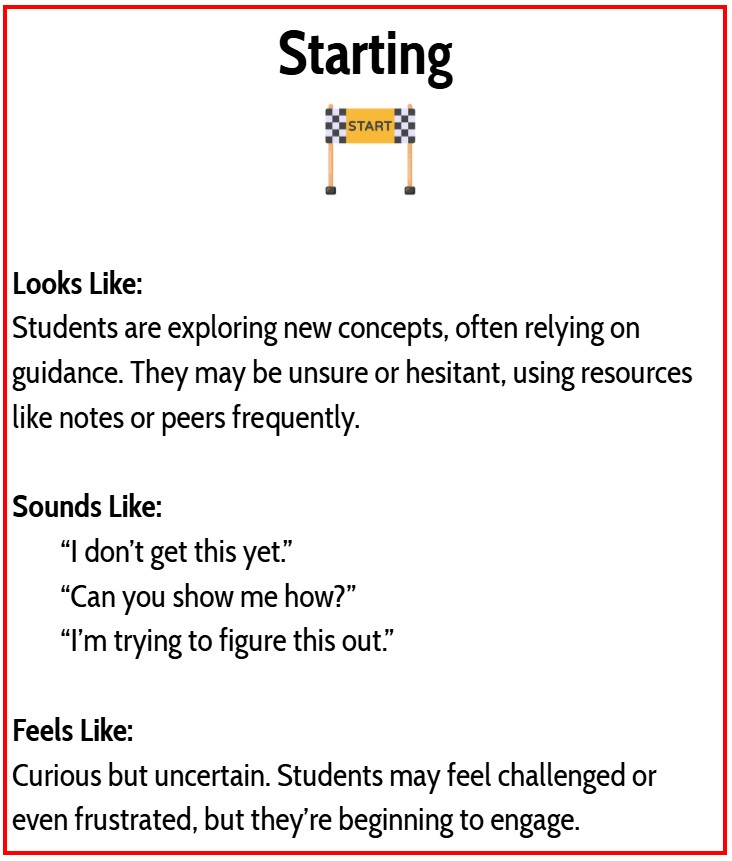 Starting
START
Looks Like:
Students are exploring new concepts, often relying on
guidance. They may be unsure or hesitant, using resources
like notes or peers frequently.
Sounds Like:
“I don’t get this yet.”
“Can you show me how?”
“I’m trying to figure this out.”
Feels Like:
Curious but uncertain. Students may feel challenged or
even frustrated, but they’re beginning to engage.